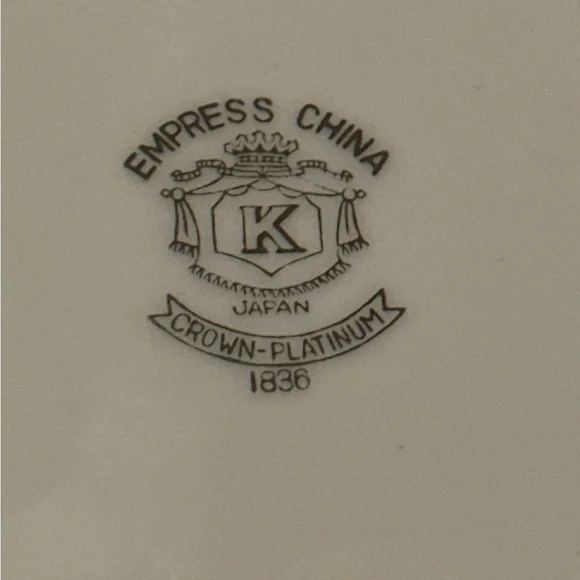 EMPRESS CHINA
K
JAPAN
CROWN-PLATINUM
1836